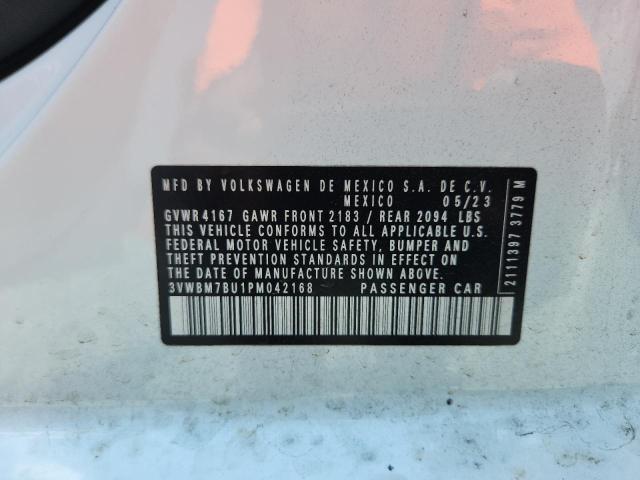 MFD BY VOLKSWAGEN DE MEXICO S.A. DE C.V.
MEXICO 05/23
GVWR 4167 GAWR FRONT 2183 / REAR 2094 LBS
THIS VEHICLE CONFORMS TO ALL APPLICABLE U.S.
FEDERAL MOTOR VEHICLE SAFETY, BUMPER AND
THEFT PREVENTION STANDARDS IN EFFECT ON
THE DATE OF MANUFACTURE SHOWN ABOVE.
3VWBM7BU1PM042168 PASSENGER CAR
2111397 3779 M